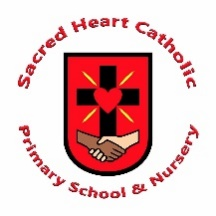 Sacred Heart Catholic
Primary School & Nursery